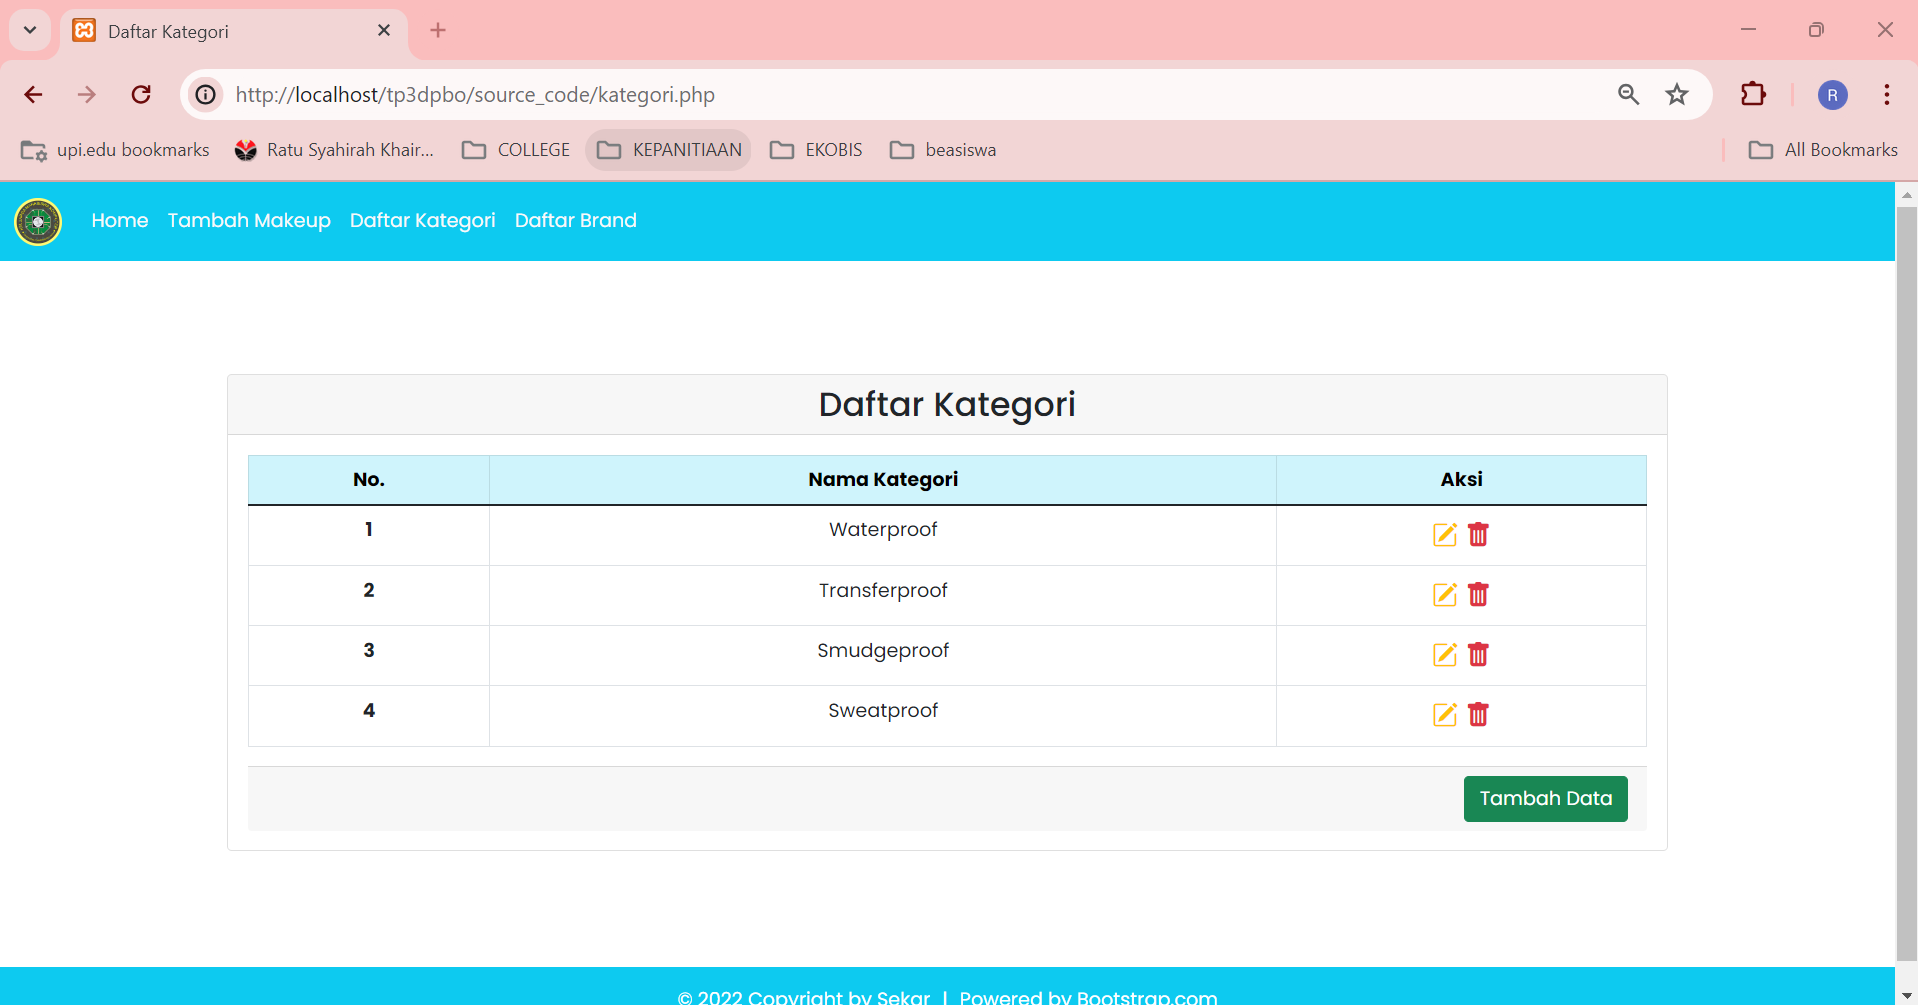 Daftar Kategori
http://localhost/tp3dpbo/source_code/kategori.php
R
upi.edu bookmarks Ratu Syahirah Khair... COLLEGE KEPANITIAAN EKOBIS beasiswa All Bookmarks
Home Tambah Makeup Daftar Kategori Daftar Brand
Daftar Kategori
No. Nama Kategori Aksi
1 Waterproof
2 Transferproof
3 Smudgeproof
4 Sweatproof
Tambah Data
© 2022 Copyright by Sekar | Powered by Bootstrap.com